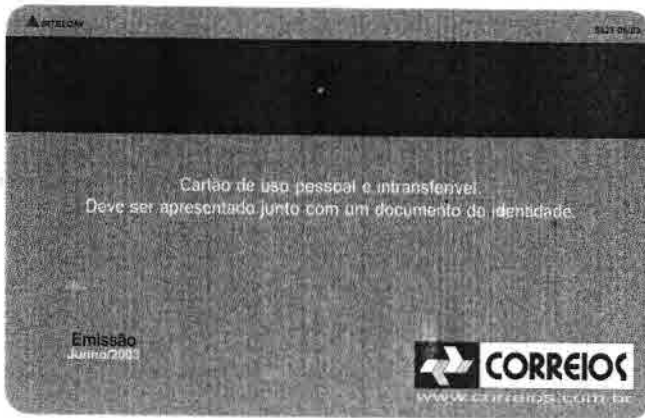 INTELCAV
Cartão de uso pessoal e intransferível.
Deve ser apresentado junto com um documento de identidade.
Emissão
Junho/2003
CORREIOS
www.correios.com.br